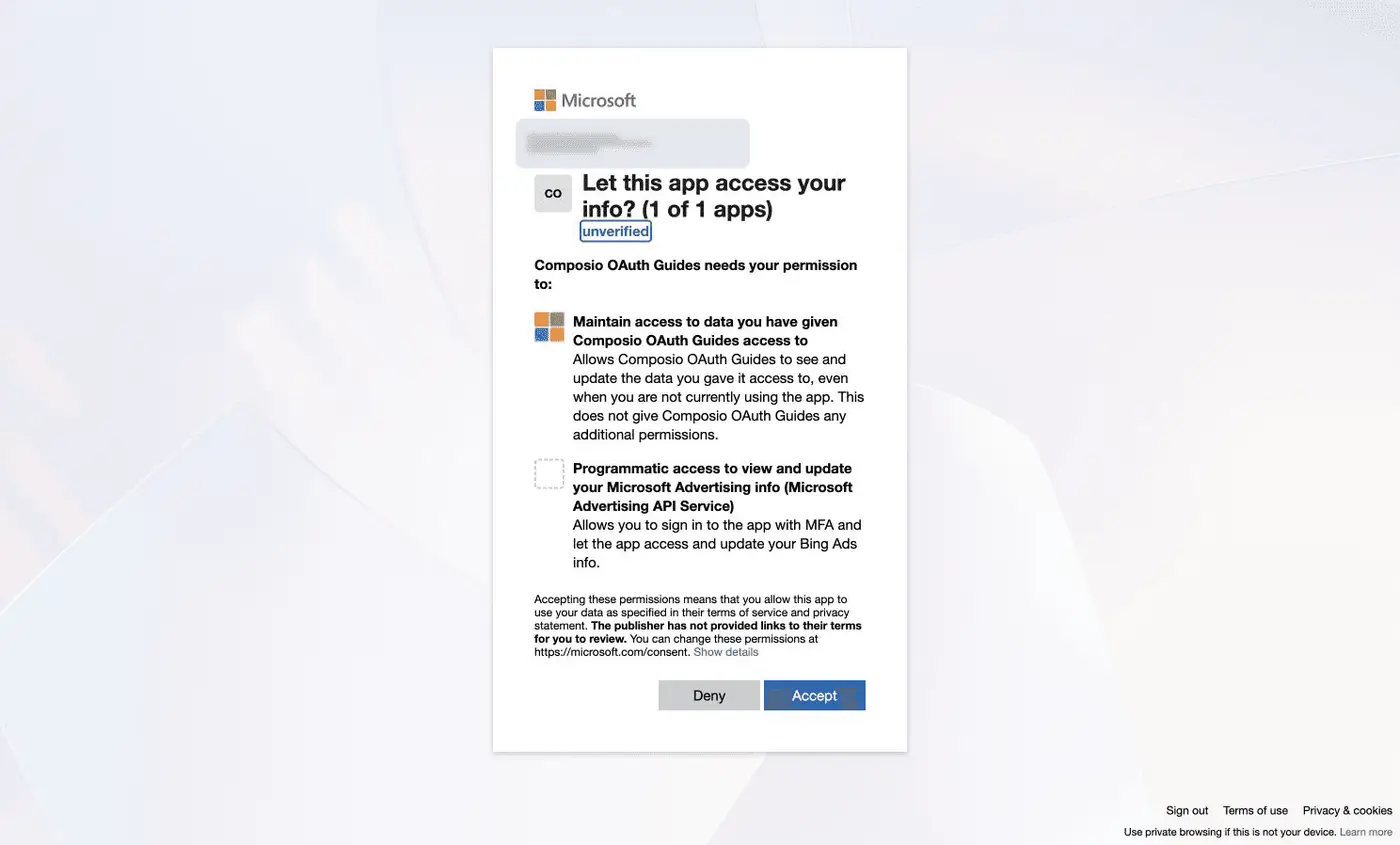 Microsoft
CO
Let this app access your
info? (1 of 1 apps)
unverified
Composio OAuth Guides needs your permission
to:
Maintain access to data you have given
Composio OAuth Guides access to
Allows Composio OAuth Guides to see and
update the data you gave it access to, even
when you are not currently using the app. This
does not give Composio OAuth Guides any
additional permissions.
Programmatic access to view and update
your Microsoft Advertising info (Microsoft
Advertising API Service)
Allows you to sign in to the app with MFA and
let the app access and update your Bing Ads
info.
Accepting these permissions means that you allow this app to
use your data as specified in their terms of service and privacy
statement. The publisher has not provided links to their terms
for you to review. You can change these permissions at
https://microsoft.com/consent. Show details
Deny Accept
Sign out Terms of use Privacy & cookies
Use private browsing if this is not your device. Learn more